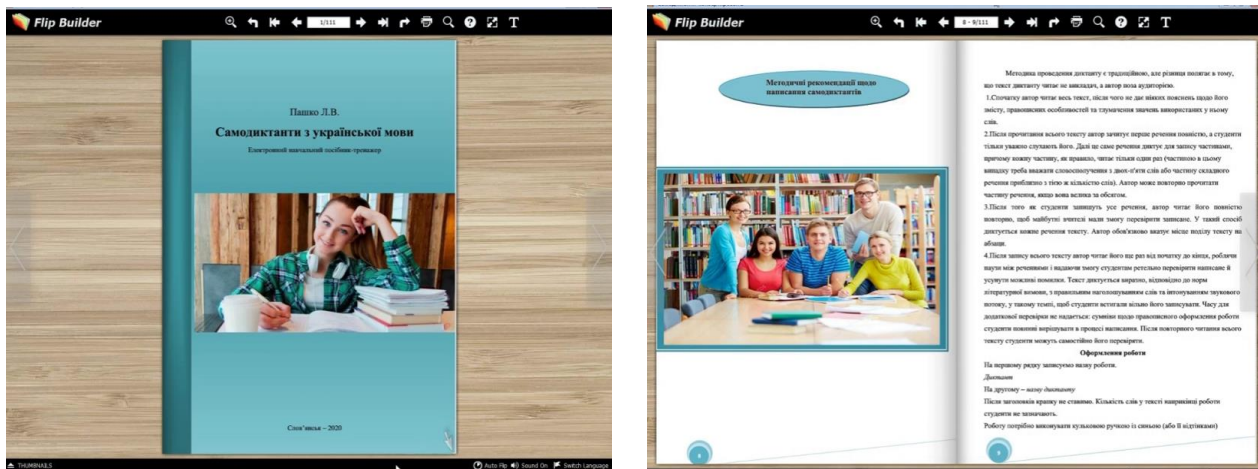 Flip Builder
1/111
Пашко Л.В.
Самодиктанти з української мови
Електронний навчальний посібник-тренажер
Слов'янськ – 2020
THUMBNAILS
Auto Flip
Sound On
Switch Language
Flip Builder
8 - 9/111
Методичні рекомендації щодо
написання самодиктантів
8
Методика проведення диктанту є традиційною, але різниця полягає в тому,
що текст диктанту читає не викладач, а автор поза аудиторією.
1.Спочатку автор читає весь текст, після чого не дає ніяких пояснень щодо його
змісту, правописних особливостей та тлумачення значень використаних у ньому
слів.
2.Після прочитання всього тексту автор зачитує перше речення повністю, а студенти
тільки уважно слухають його. Далі це саме речення диктує для запису частинами,
причому кожну частину, як правило, читає тільки один раз (частиною в цьому
випадку треба вважати словосполучення з двох-п'яти слів або частину складного
речення приблизно з тією ж кількістю слів). Автор може повторно прочитати
частину речення, якщо вона велика за обсягом.
3.Після того як студенти запишуть усе речення, автор читає його повністю
повторно, щоб майбутні вчителі мали змогу перевірити записане. У такий спосіб
диктується кожне речення тексту. Автор обов'язково вказує місце поділу тексту на
абзаци.
4.Після запису всього тексту автор читає його ще раз від початку до кінця, роблячи
паузи між реченнями і надаючи змогу студентам ретельно перевірити написане й
усунути можливі помилки. Текст диктується виразно, відповідно до норм
літературної вимови, з правильним наголошуванням слів та інтонуванням звукового
потоку, у такому темпі, щоб студенти встигали вільно його записувати. Часу для
додаткової перевірки не надається: сумніви щодо правописного оформлення роботи
студенти повинні вирішувати в процесі написання. Після повторного читання всього
тексту студенти можуть самостійно його перевірити.
Оформлення роботи
На першому рядку записуємо назву роботи.
Диктант
На другому – назву диктанту
Після заголовків крапку не ставимо. Кількість слів у тексті наприкінці роботи
студенти не зазначають.
Роботу потрібно виконувати кульковою ручкою із синьою (або її відтінками)
9